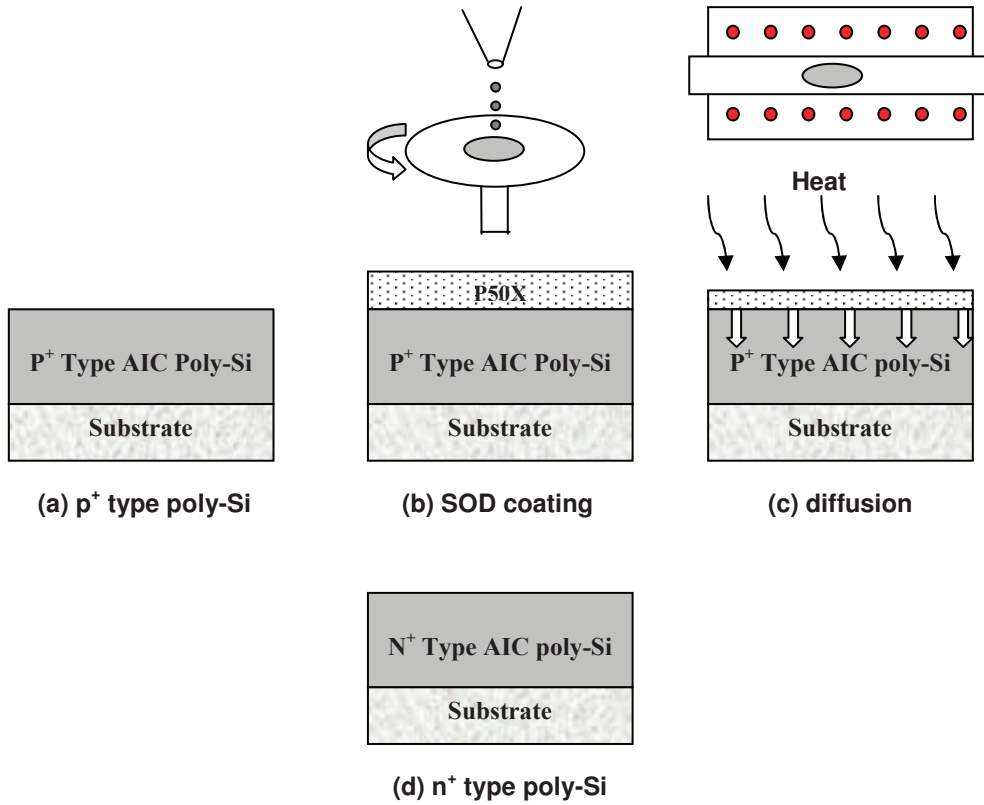 Heat
P50X
P⁺ Type AIC Poly-Si
P⁺ Type AIC Poly-Si
P⁺ Type AIC poly-Si
Substrate
Substrate
Substrate
(a) p⁺ type poly-Si
(b) SOD coating
(c) diffusion
N⁺ Type AIC poly-Si
Substrate
(d) n⁺ type poly-Si